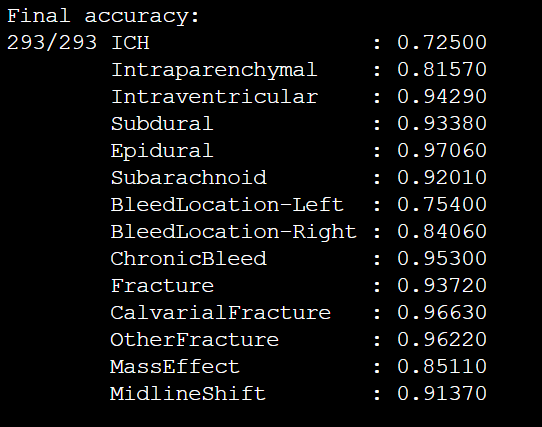 Final accuracy:
293/293 ICH : 0.72500
Intraparenchymal : 0.81570
Intraventricular : 0.94290
Subdural : 0.93380
Epidural : 0.97060
Subarachnoid : 0.92010
BleedLocation-Left : 0.75400
BleedLocation-Right : 0.84060
ChronicBleed : 0.95300
Fracture : 0.93720
CalvarialFracture : 0.96630
OtherFracture : 0.96220
MassEffect : 0.85110
MidlineShift : 0.91370